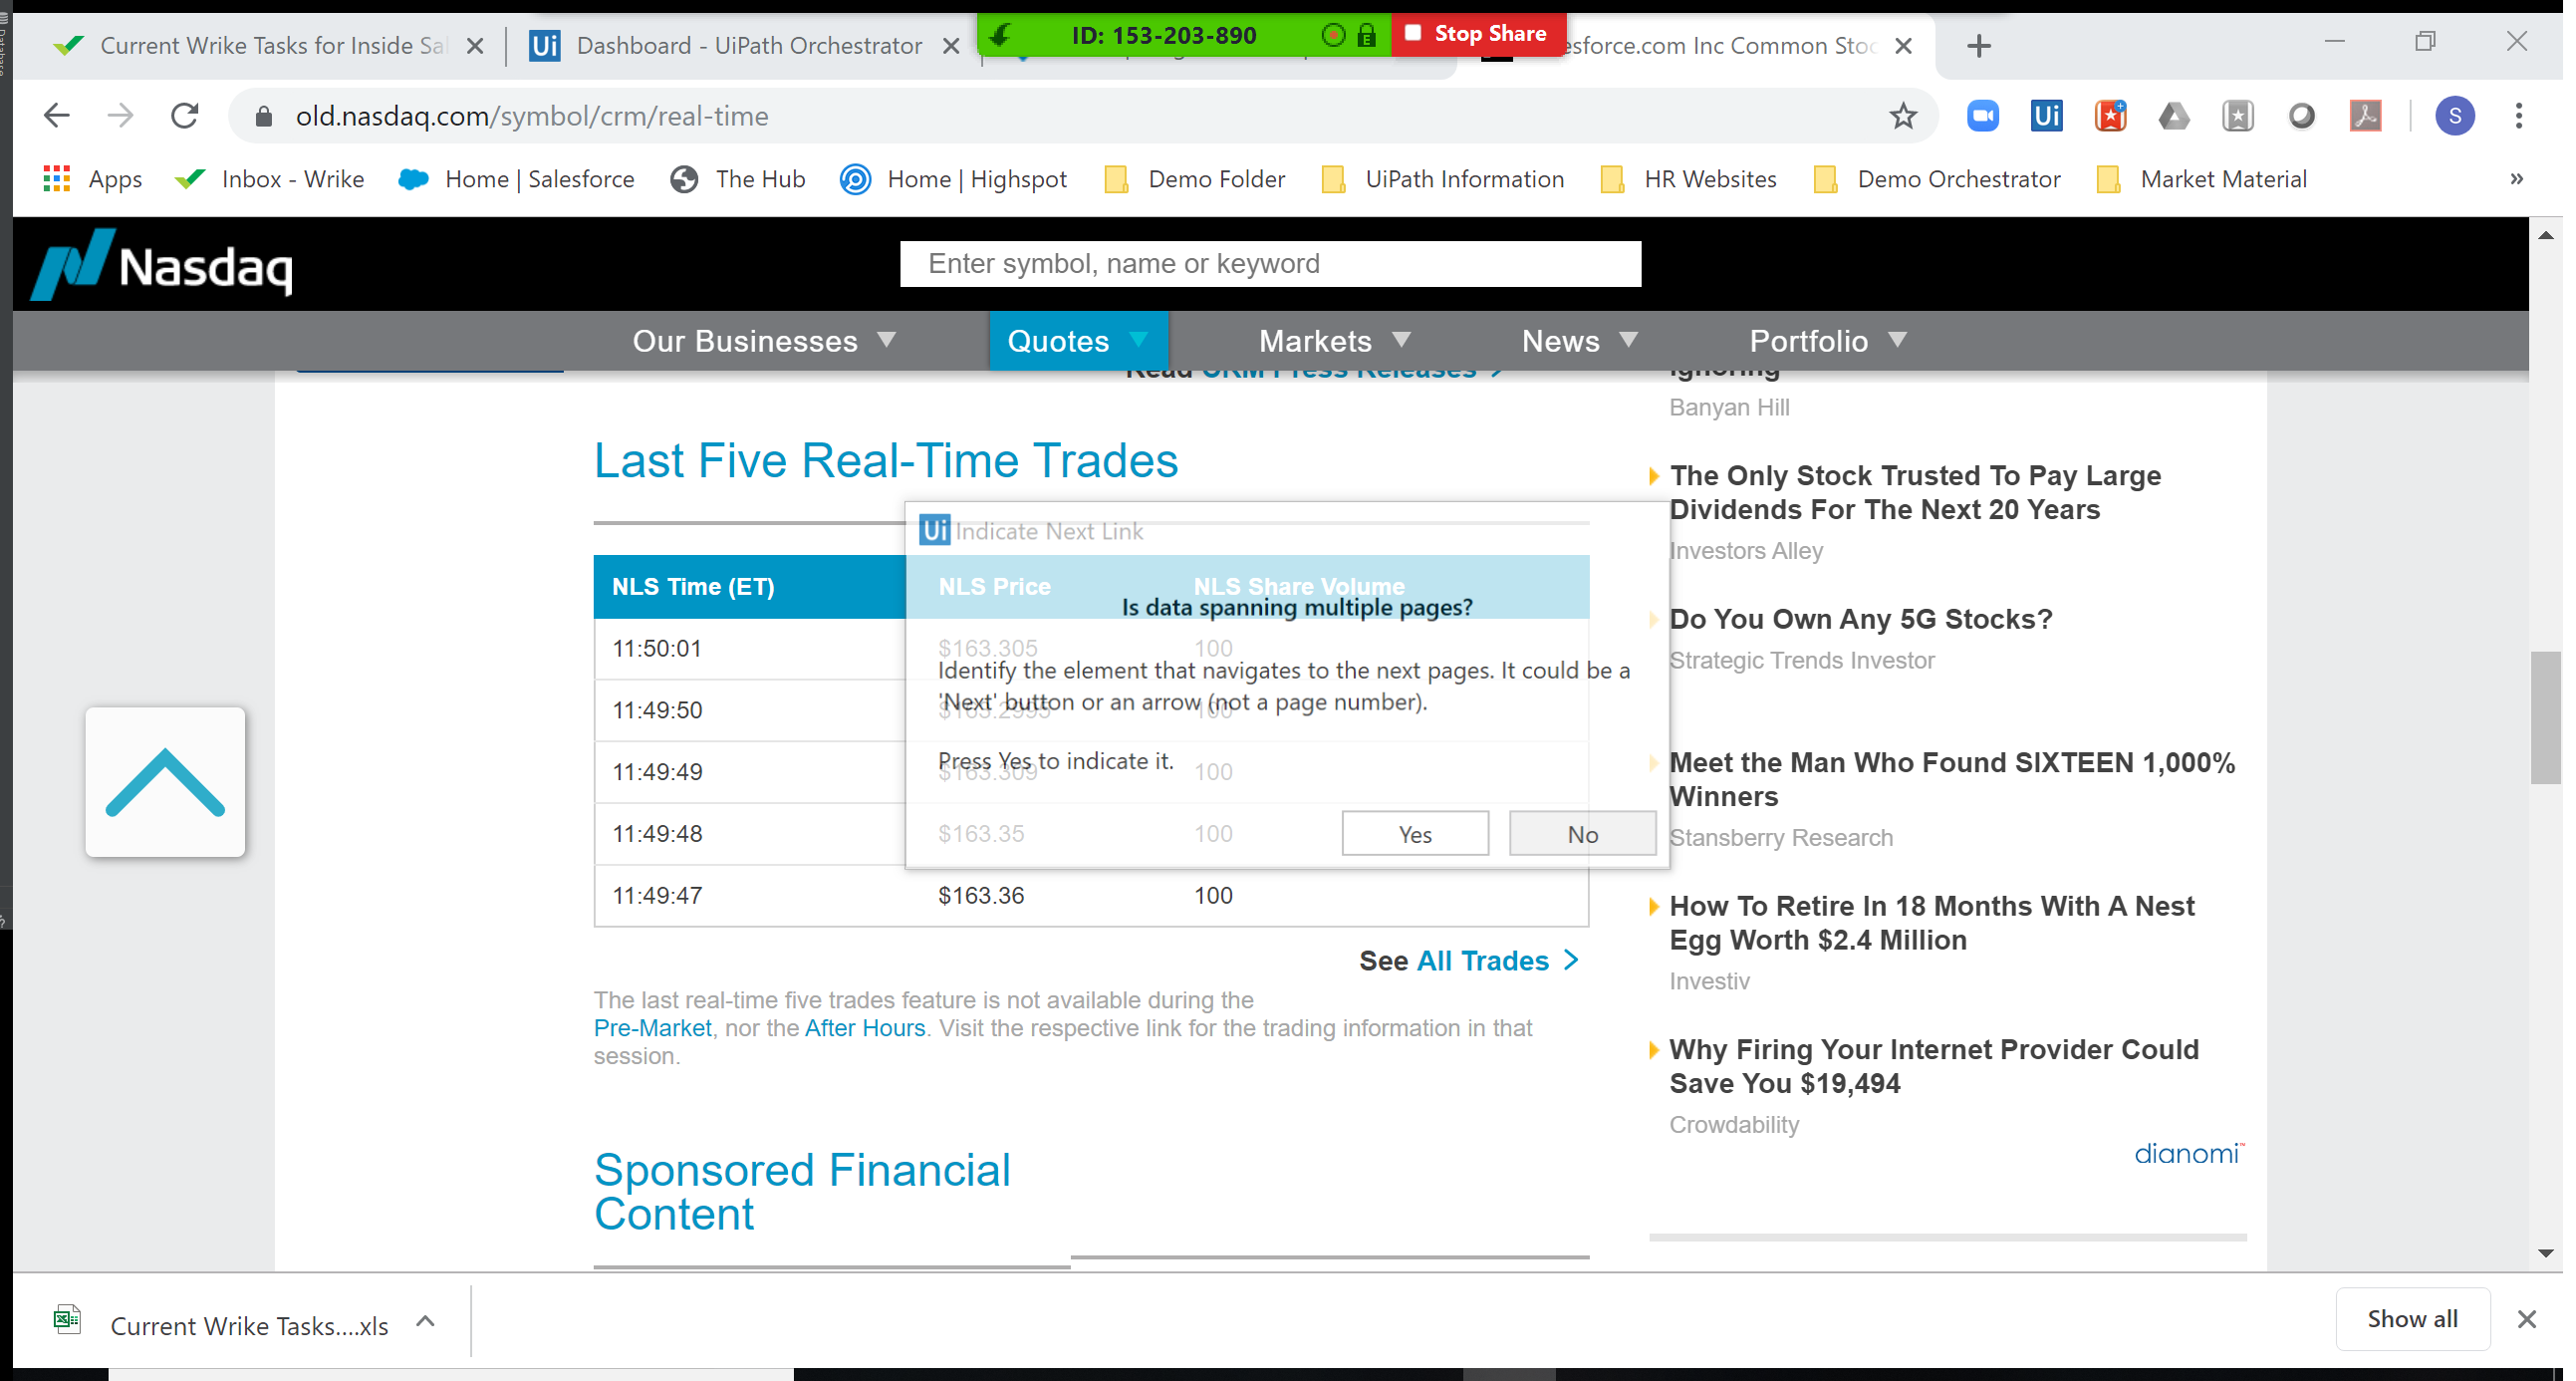 Current Wrike Tasks for Inside Sal
Dashboard - UiPath Orchestrator
ID: 153-203-890
Stop Share
esforce.com Inc Common Stoc
old.nasdaq.com/symbol/crm/real-time
S
Apps
Inbox - Wrike
Home | Salesforce
The Hub
Home | Highspot
Demo Folder
UiPath Information
HR Websites
Demo Orchestrator
Market Material
»
Nasdaq
Enter symbol, name or keyword
Our Businesses
Quotes
Markets
News
Portfolio
Read CRM Press Releases
Ignoring
Banyan Hill
Last Five Real-Time Trades
The Only Stock Trusted To Pay Large
Dividends For The Next 20 Years
Investors Alley
Ui Indicate Next Link
NLS Time (ET) NLS Price NLS Share Volume
Is data spanning multiple pages?
Do You Own Any 5G Stocks?
Strategic Trends Investor
11:50:01 $163.305 100
Identify the element that navigates to the next pages. It could be a
'Next' button or an arrow (not a page number).
11:49:50 100
Press Yes to indicate it.
11:49:49 $163.309 100
Meet the Man Who Found SIXTEEN 1,000%
Winners
Stansberry Research
11:49:48 $163.35 100
Yes
No
11:49:47 $163.36 100
How To Retire In 18 Months With A Nest
Egg Worth $2.4 Million
Investiv
See All Trades >
The last real-time five trades feature is not available during the
Pre-Market, nor the After Hours. Visit the respective link for the trading information in that
session.
Why Firing Your Internet Provider Could
Save You $19,494
Crowdability
dianomi™
Sponsored Financial
Content
Current Wrike Tasks....xls
Show all